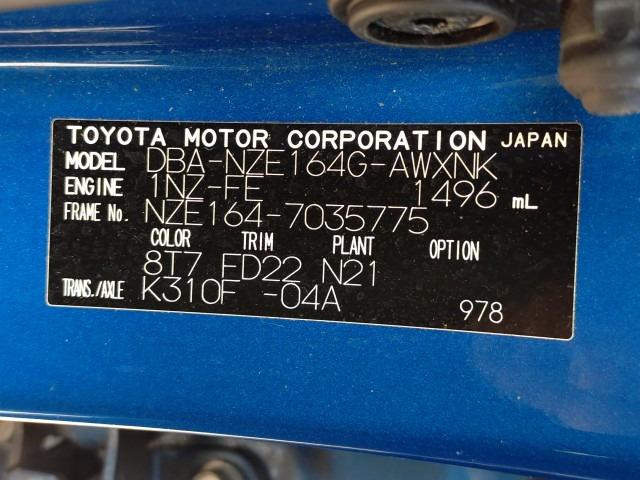 TOYOTA MOTOR CORPORATION JAPAN
MODEL DBA-NZE164G-AWXNK
ENGINE 1NZ-FE 1496 mL
FRAME No. NZE164-7035775
COLOR TRIM PLANT OPTION
8T7 FD22 N21
TRANS./AXLE K310F -04A
978